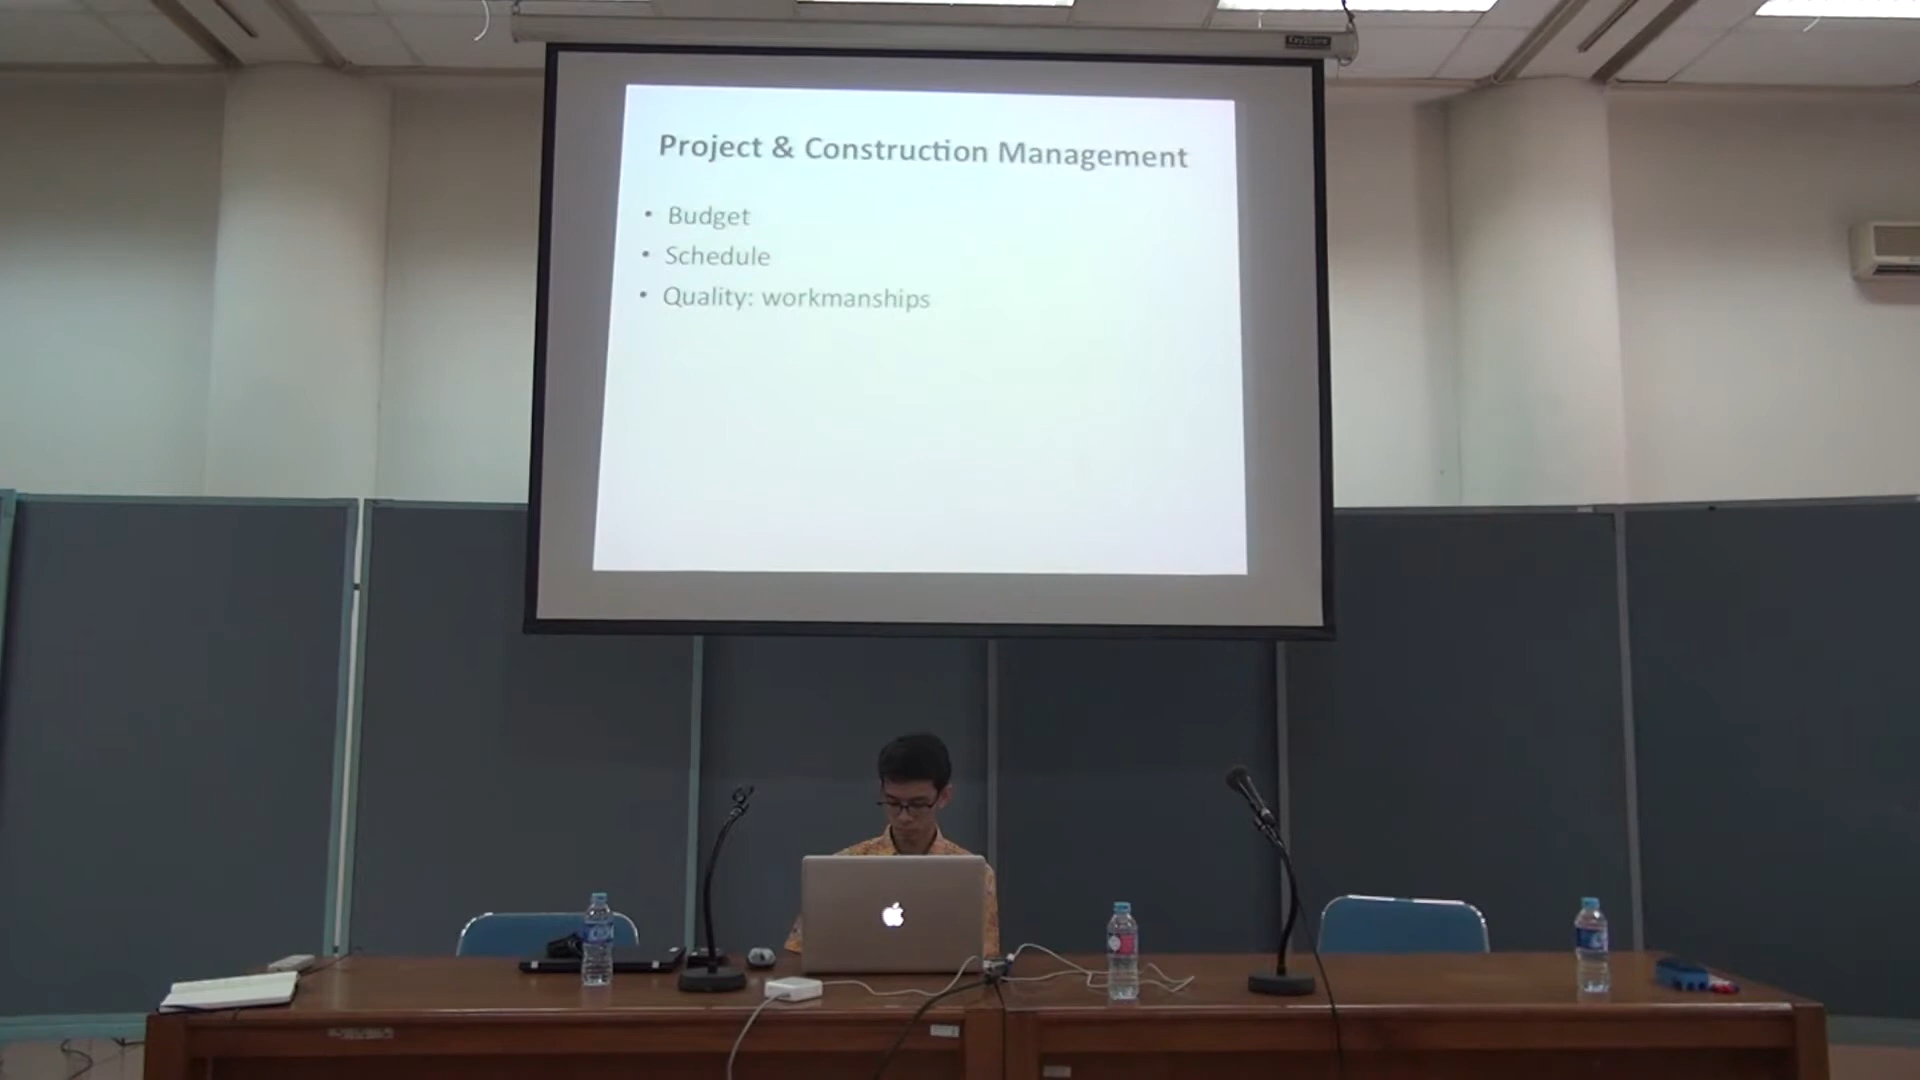 Project & Construction Management
• Budget
• Schedule
• Quality: workmanships